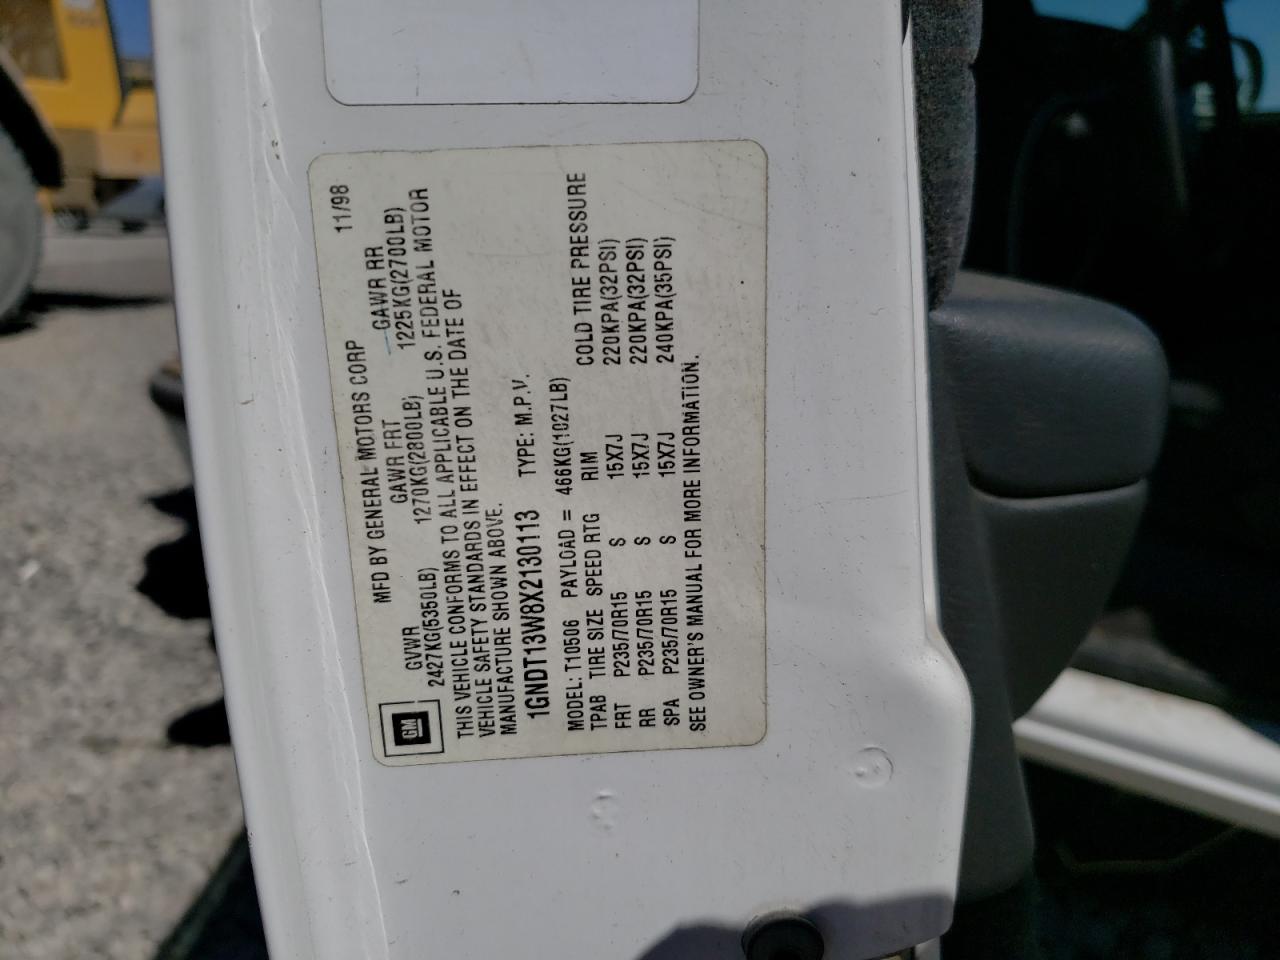 MFD BY GENERAL MOTORS CORP 11/98
GM
GVWR GAWR FRT GAWR RR
2427KG(5350LB) 1270KG(2800LB) 1225KG(2700LB)
THIS VEHICLE CONFORMS TO ALL APPLICABLE U.S. FEDERAL MOTOR
VEHICLE SAFETY STANDARDS IN EFFECT ON THE DATE OF
MANUFACTURE SHOWN ABOVE.
1GNDT13W8X2130113 TYPE: M.P.V.
MODEL: T10506 PAYLOAD = 466KG(1027LB)
TPAB TIRE SIZE SPEED RTG RIM COLD TIRE PRESSURE
FRT P235/70R15 S 15X7J 220KPA(32PSI)
RR P235/70R15 S 15X7J 220KPA(32PSI)
SPA P235/70R15 S 15X7J 240KPA(35PSI)
SEE OWNER'S MANUAL FOR MORE INFORMATION.